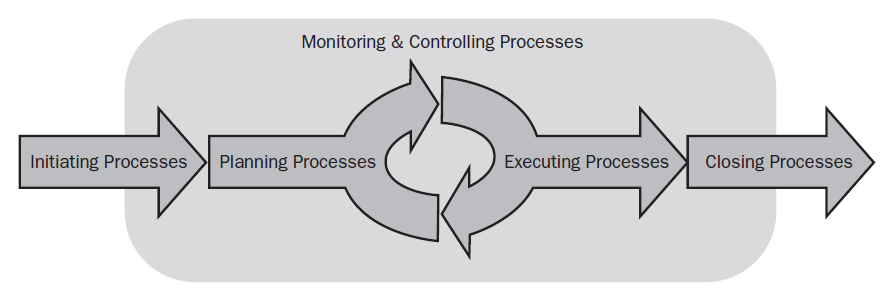 Monitoring & Controlling Processes
Initiating Processes
Planning Processes
Executing Processes
Closing Processes